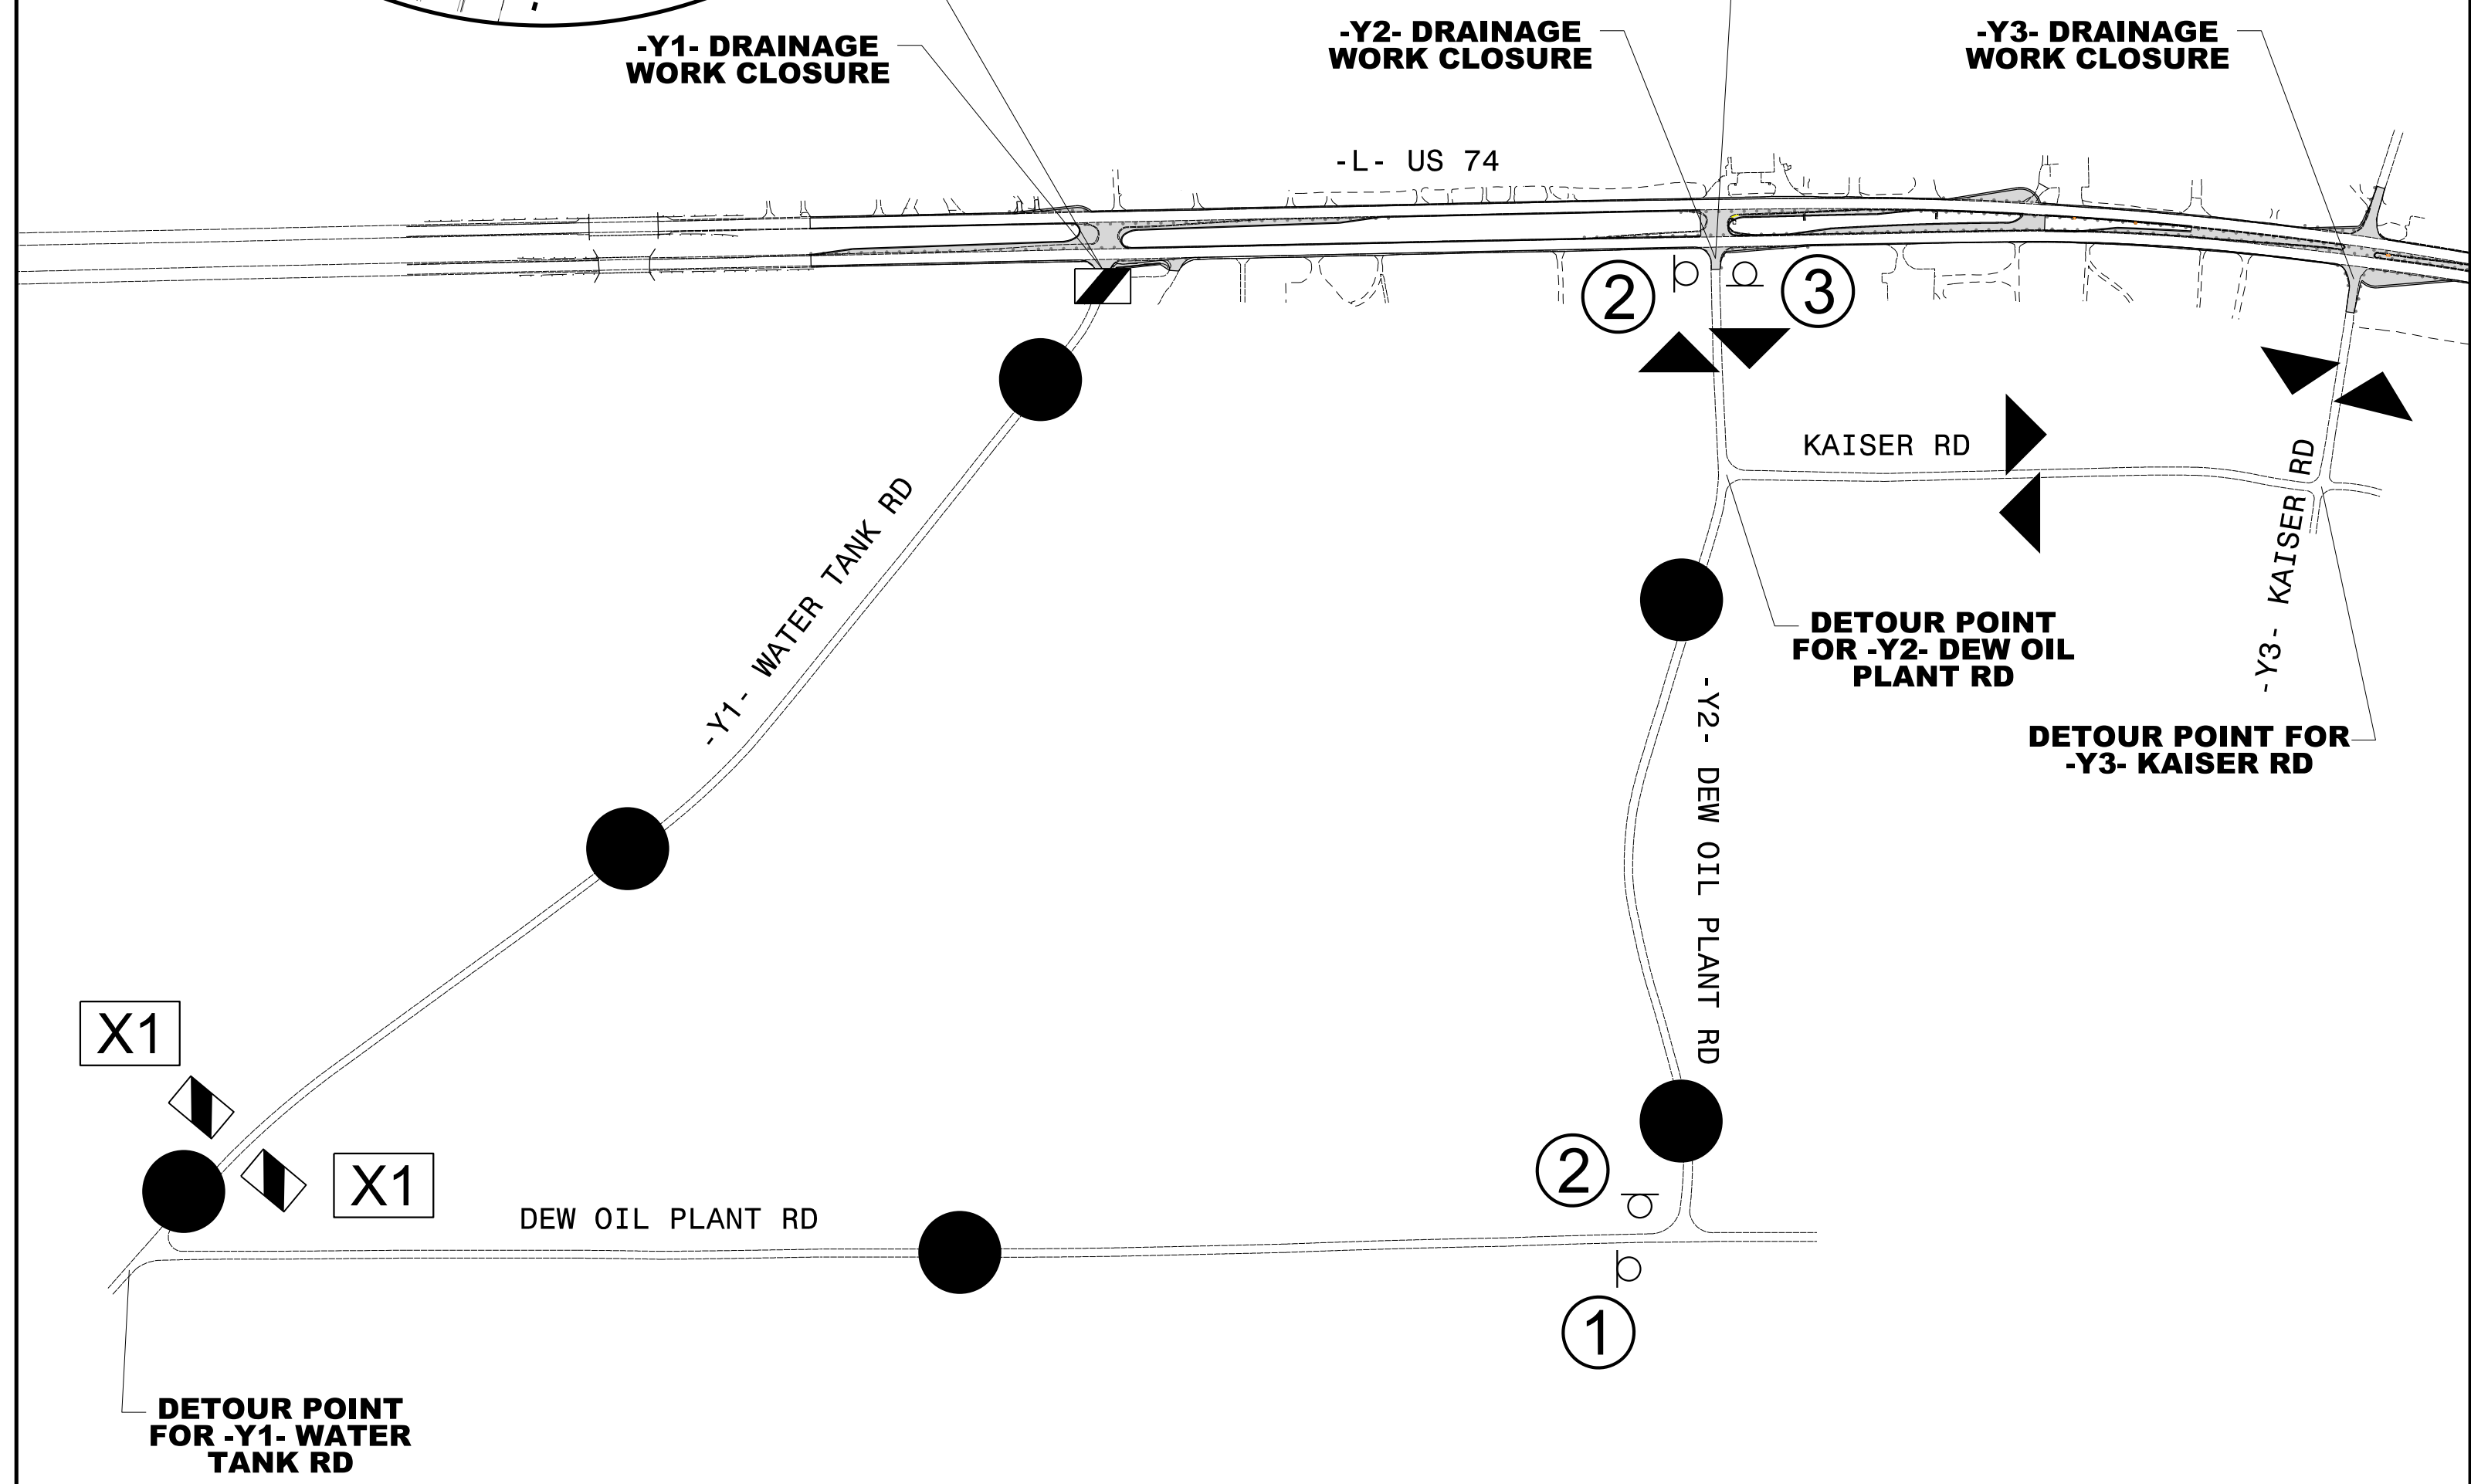 -Y1- DRAINAGE
WORK CLOSURE
-Y2- DRAINAGE
WORK CLOSURE
-Y3- DRAINAGE
WORK CLOSURE
-L- US 74
2
3
KAISER RD
-Y1- WATER TANK RD
-Y3- KAISER RD
DETOUR POINT
FOR -Y2- DEW OIL
PLANT RD
-Y2- DEW OIL PLANT RD
DETOUR POINT FOR
-Y3- KAISER RD
X1
X1
2
DEW OIL PLANT RD
1
DETOUR POINT
FOR -Y1- WATER
TANK RD